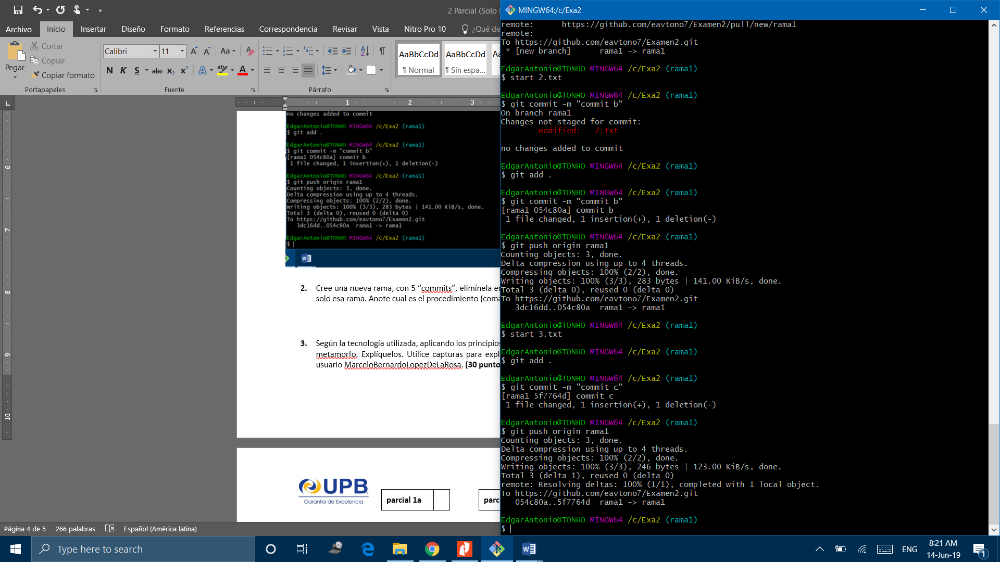 2 Parcial (Solo
Archivo Inicio Insertar Diseño Formato Referencias Correspondencia Revisar Vista Nitro Pro 10 ¿Qué de
Pegar
Cortar
Copiar
Copiar formato
Calibri 11
Aa
N K S abc x₂ x² A ab A
AaBbCcDd AaBbCcDd Aa
¶ Normal ¶ Sin espa...
Portapapeles Fuente Párrafo
L
1 2 3
6
7
8
9
10
no changes added to commit
EdgarAntonio@TONHO MINGW64 /c/Exa2 (rama1)
$ git add .
EdgarAntonio@TONHO MINGW64 /c/Exa2 (rama1)
$ git commit -m "commit b"
[rama1 054c80a] commit b
1 file changed, 1 insertion(+), 1 deletion(-)
EdgarAntonio@TONHO MINGW64 /c/Exa2 (rama1)
$ git push origin rama1
Counting objects: 3, done.
Delta compression using up to 4 threads.
Compressing objects: 100% (2/2), done.
Writing objects: 100% (3/3), 283 bytes | 141.00 KiB/s, done.
Total 3 (delta 0), reused 0 (delta 0)
To https://github.com/eavtono7/Examen2.git
3dc16dd..054c80a rama1 -> rama1
EdgarAntonio@TONHO MINGW64 /c/Exa2 (rama1)
$
2. Cree una nueva rama, con 5 “commits”, elimínela
solo esa rama. Anote cual es el procedimiento
3. Según la tecnología utilizada, aplicando los principios
metamorfo. Explíquelos. Utilice capturas para
usuario MarceloBernardoLopezDeLaRosa. (30
UPB
Garantía de Excelencia
parcial 1a
Página 4 de 5 266 palabras Español (América latina)
MINGW64:/c/Exa2
remote: https://github.com/eavtono7/Examen2/pull/new/rama1
remote:
To https://github.com/eavtono7/Examen2.git
* [new branch] rama1 -> rama1
EdgarAntonio@TONHO MINGW64 /c/Exa2 (rama1)
$ start 2.txt
EdgarAntonio@TONHO MINGW64 /c/Exa2 (rama1)
$ git commit -m "commit b"
On branch rama1
Changes not staged for commit:
modified: 2.txt
no changes added to commit
EdgarAntonio@TONHO MINGW64 /c/Exa2 (rama1)
$ git add .
EdgarAntonio@TONHO MINGW64 /c/Exa2 (rama1)
$ git commit -m "commit b"
[rama1 054c80a] commit b
1 file changed, 1 insertion(+), 1 deletion(-)
EdgarAntonio@TONHO MINGW64 /c/Exa2 (rama1)
$ git push origin rama1
Counting objects: 3, done.
Delta compression using up to 4 threads.
Compressing objects: 100% (2/2), done.
Writing objects: 100% (3/3), 283 bytes | 141.00 KiB/s, done.
Total 3 (delta 0), reused 0 (delta 0)
To https://github.com/eavtono7/Examen2.git
3dc16dd..054c80a rama1 -> rama1
EdgarAntonio@TONHO MINGW64 /c/Exa2 (rama1)
$ start 3.txt
EdgarAntonio@TONHO MINGW64 /c/Exa2 (rama1)
$ git add .
EdgarAntonio@TONHO MINGW64 /c/Exa2 (rama1)
$ git commit -m "commit c"
[rama1 5f7764d] commit c
1 file changed, 1 insertion(+), 1 deletion(-)
EdgarAntonio@TONHO MINGW64 /c/Exa2 (rama1)
$ git push origin rama1
Counting objects: 3, done.
Delta compression using up to 4 threads.
Compressing objects: 100% (2/2), done.
Writing objects: 100% (3/3), 246 bytes | 123.00 KiB/s, done.
Total 3 (delta 1), reused 0 (delta 0)
remote: Resolving deltas: 100% (1/1), completed with 1 local object.
To https://github.com/eavtono7/Examen2.git
054c80a..5f7764d rama1 -> rama1
EdgarAntonio@TONHO MINGW64 /c/Exa2 (rama1)
$
Type here to search
ENG
8:21 AM
14-Jun-19
1